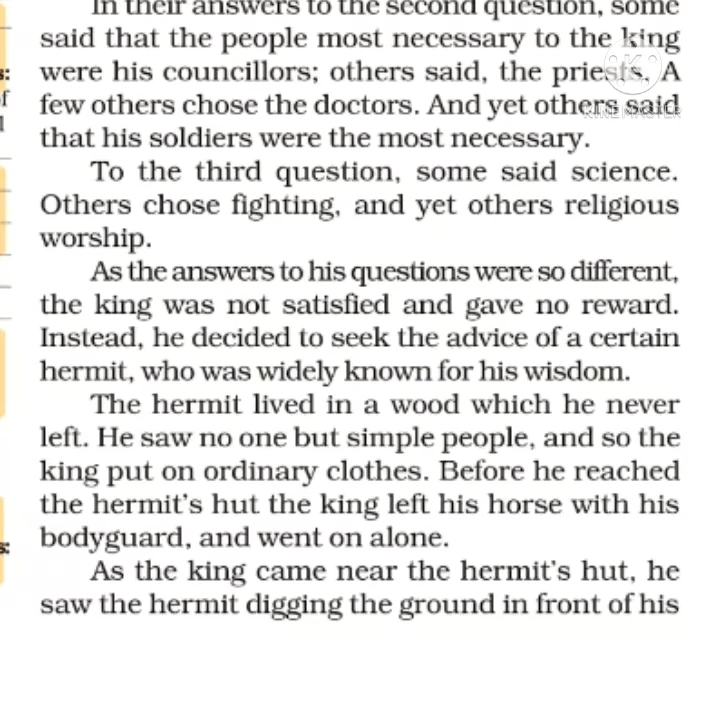 In their answers to the second question, some
said that the people most necessary to the king
were his councillors; others said, the priests. A
few others chose the doctors. And yet others said
that his soldiers were the most necessary.
To the third question, some said science.
Others chose fighting, and yet others religious
worship.
As the answers to his questions were so different,
the king was not satisfied and gave no reward.
Instead, he decided to seek the advice of a certain
hermit, who was widely known for his wisdom.
The hermit lived in a wood which he never
left. He saw no one but simple people, and so the
king put on ordinary clothes. Before he reached
the hermit's hut the king left his horse with his
bodyguard, and went on alone.
As the king came near the hermit's hut, he
saw the hermit digging the ground in front of his
K
KINEMASTER